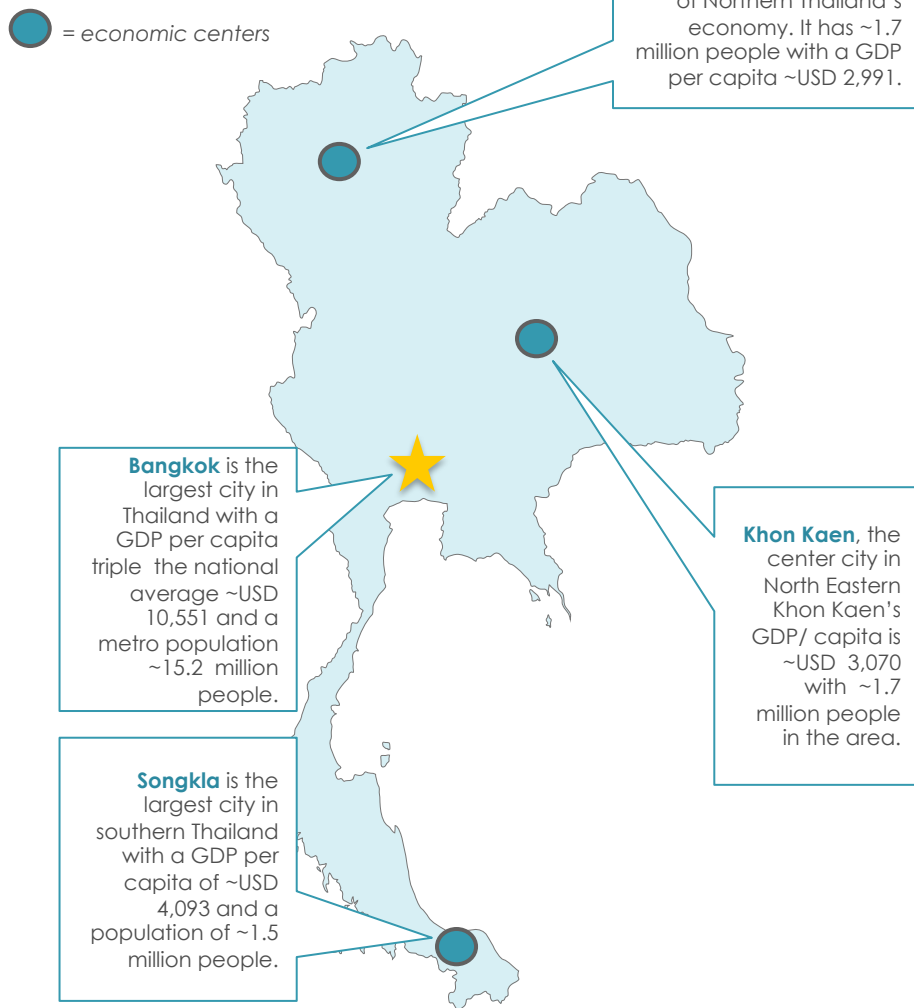 = economic centers
of Northern Thailand's
economy. It has ~1.7
million people with a GDP
per capita ~USD 2,991.
Bangkok is the
largest city in
Thailand with a
GDP per capita
triple the national
average ~USD
10,551 and a
metro population
~15.2 million
people.
Khon Kaen, the
center city in
North Eastern
Khon Kaen's
GDP/ capita is
~USD 3,070
with ~1.7
million people
in the area.
Songkla is the
largest city in
southern Thailand
with a GDP per
capita of ~USD
4,093 and a
population of ~1.5
million people.